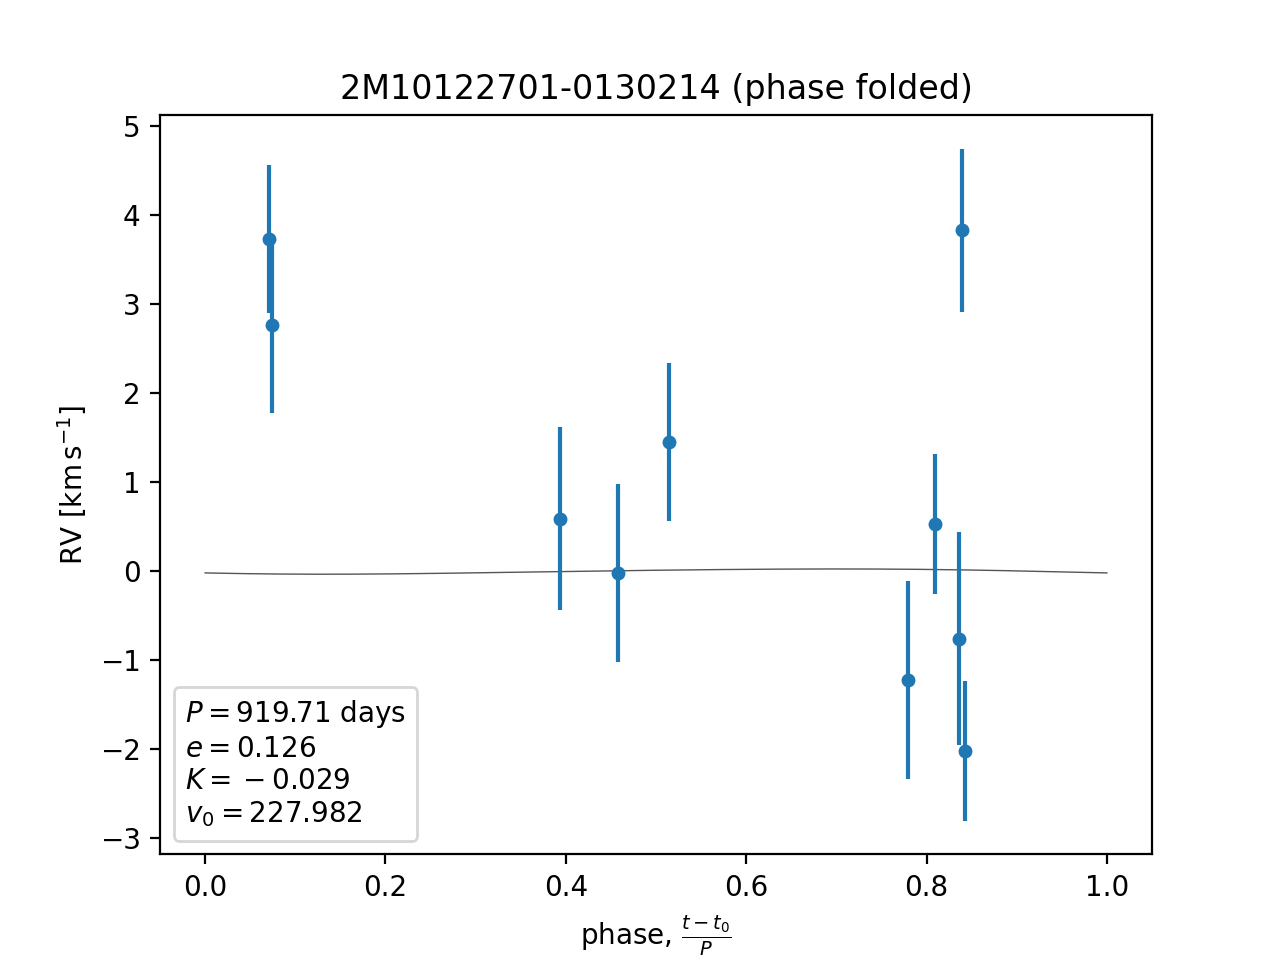 2M10122701-0130214 (phase folded)
5
4
3
2
1
0
−1
−2
−3
RV [km s⁻¹]
P = 919.71 days
e = 0.126
K = −0.029
v₀ = 227.982
0.0 0.2 0.4 0.6 0.8 1.0
phase, (t − t₀)/P